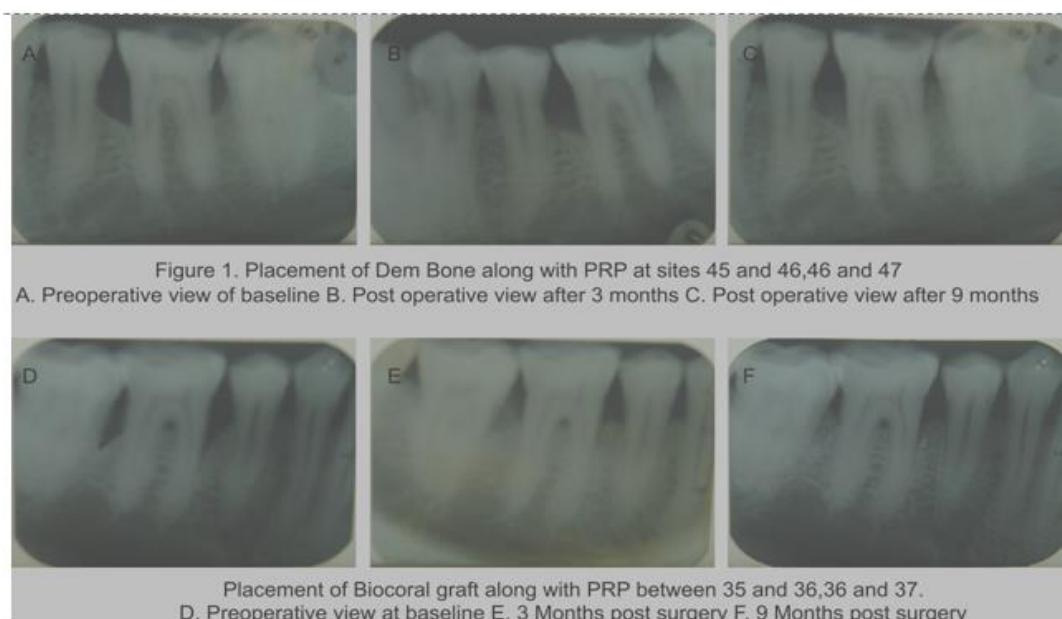 A
B
C
Figure 1. Placement of Dem Bone along with PRP at sites 45 and 46,46 and 47
A. Preoperative view of baseline B. Post operative view after 3 months C. Post operative view after 9 months
D
E
F
Placement of Biocoral graft along with PRP between 35 and 36,36 and 37.
D. Preoperative view at baseline E. 3 Months post surgery F. 9 Months post surgery